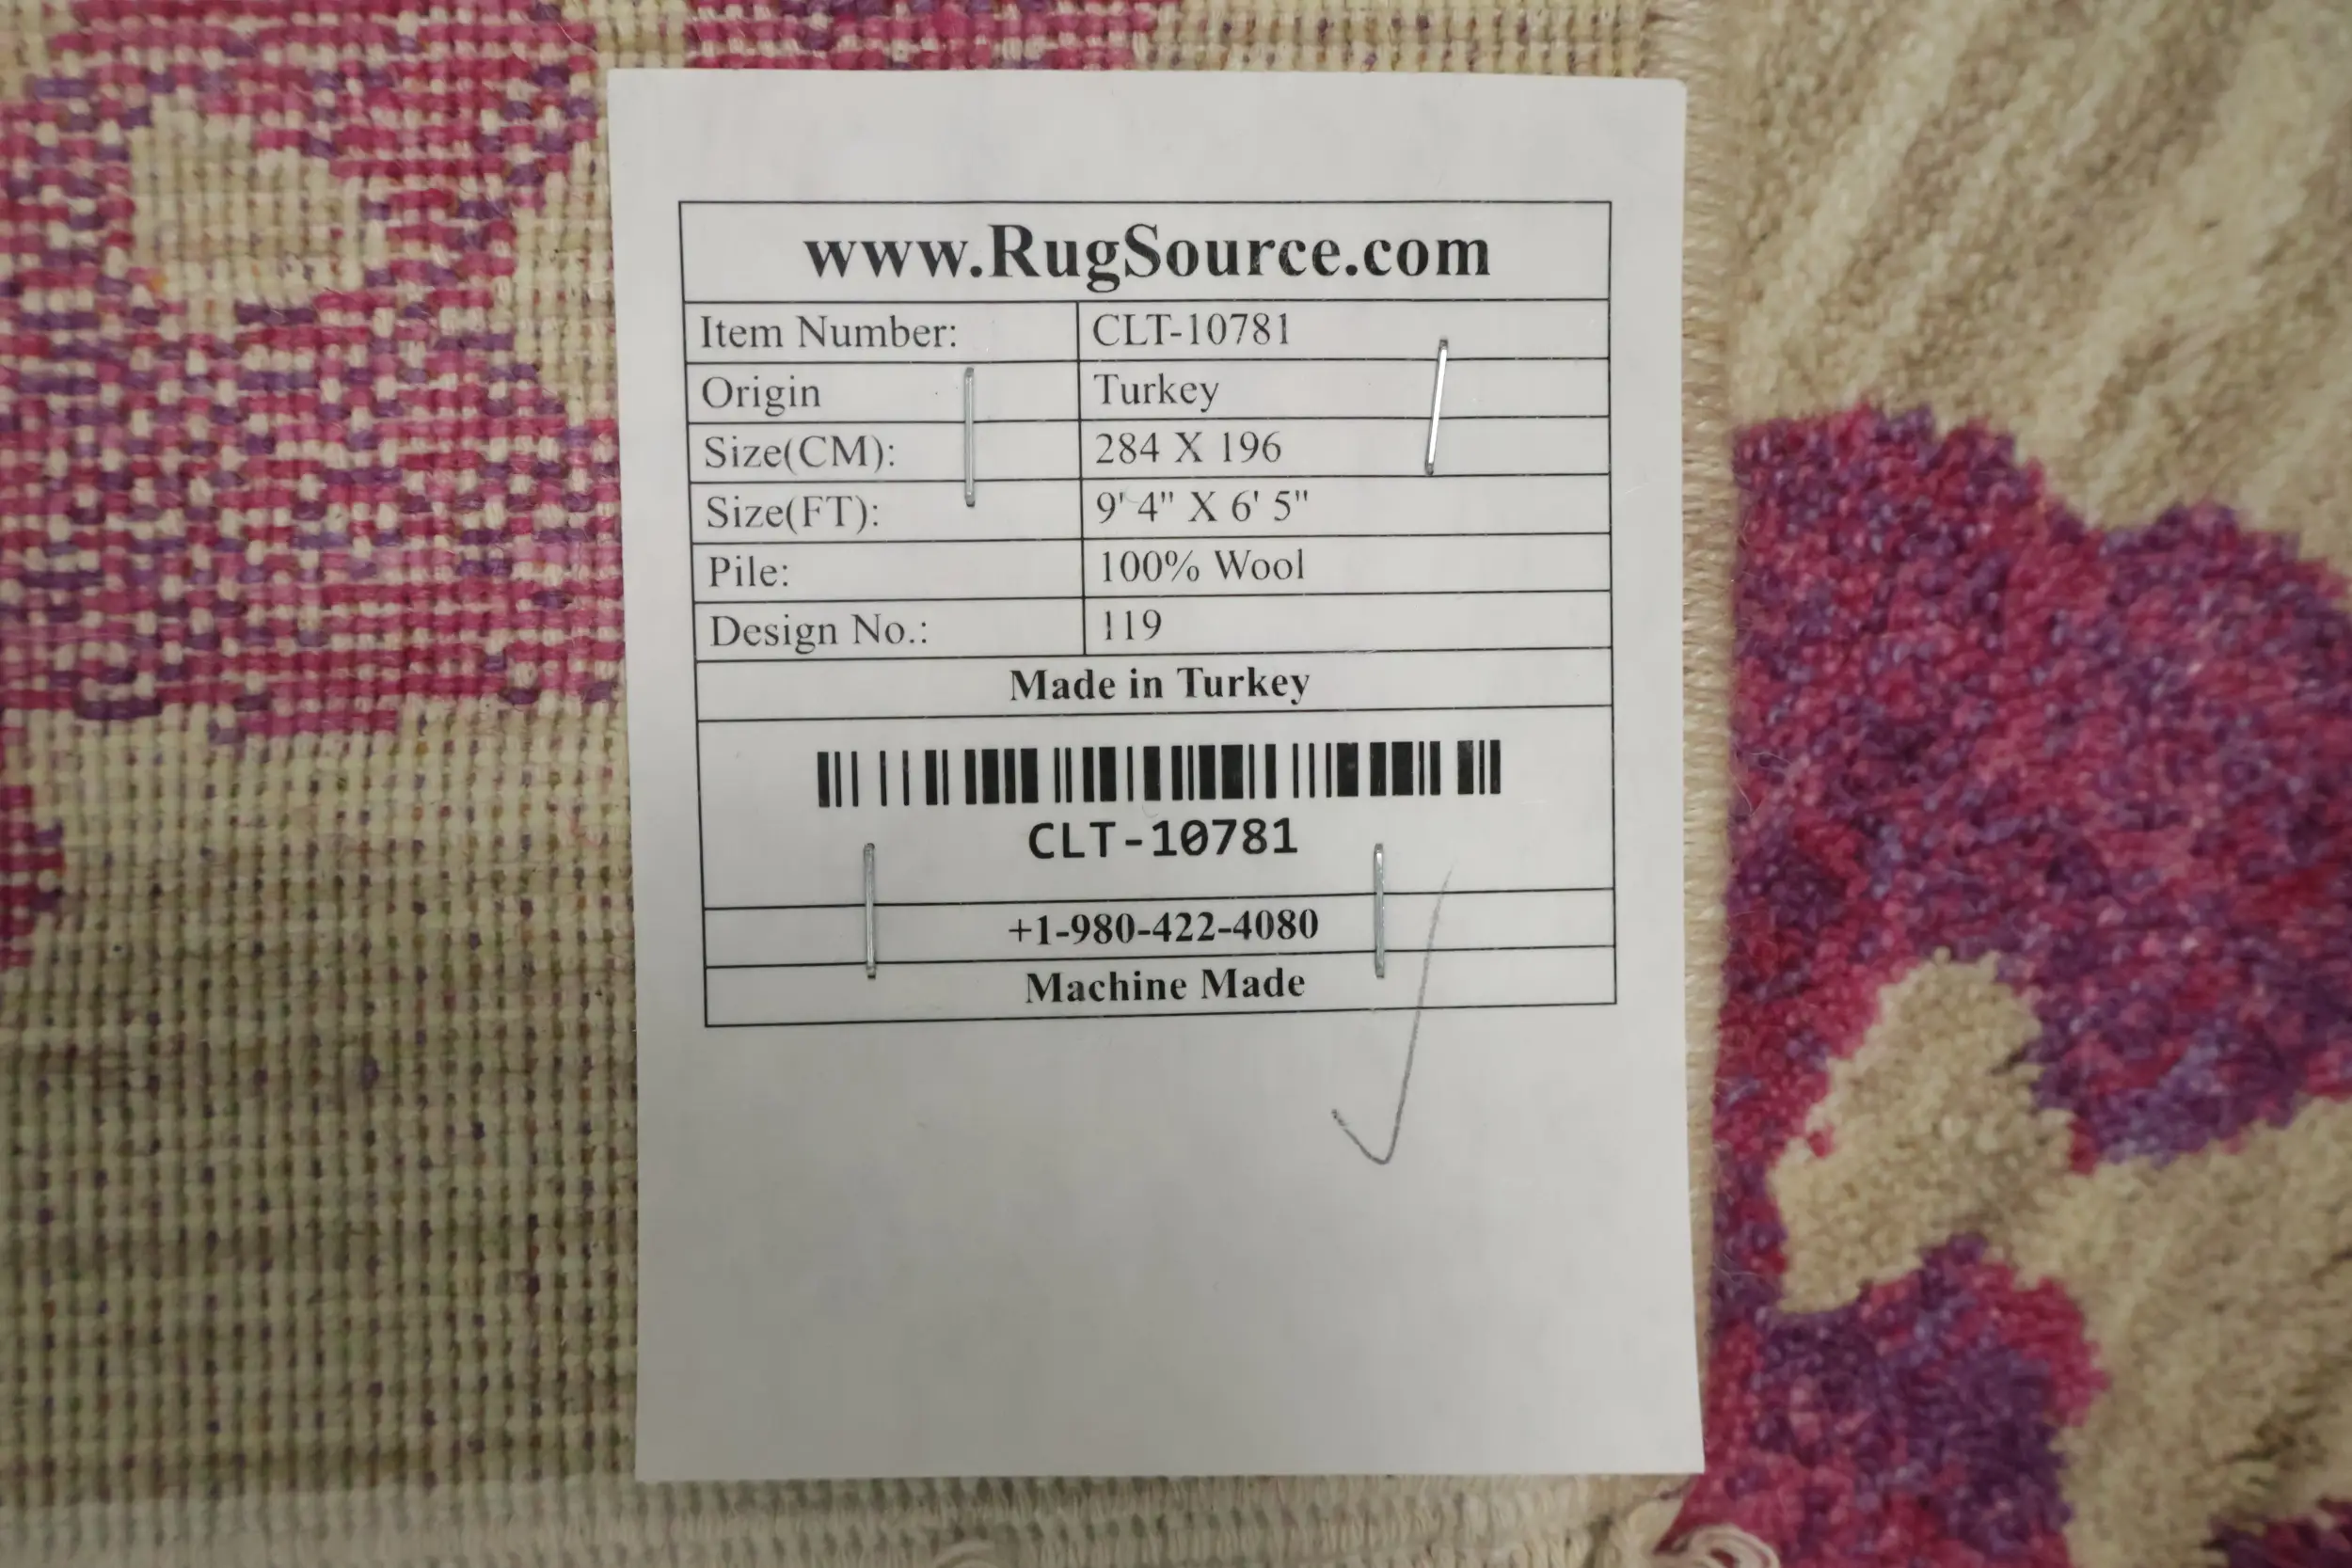 www.RugSource.com
Item Number: CLT-10781
Origin Turkey
Size(CM): 284 X 196
Size(FT): 9' 4" X 6' 5"
Pile: 100% Wool
Design No.: 119
Made in Turkey
CLT-10781
+1-980-422-4080
Machine Made